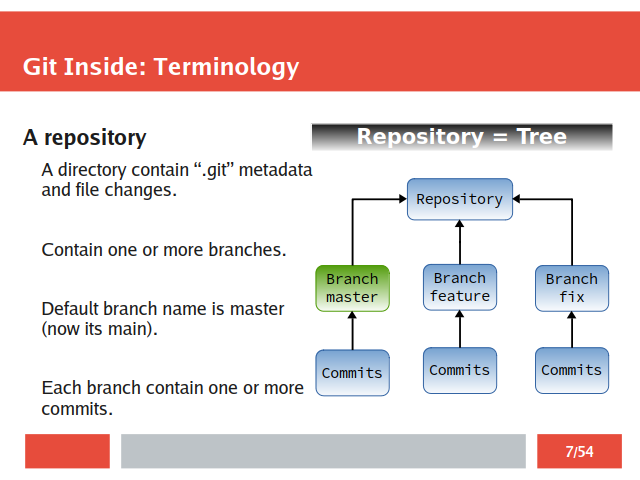 Git Inside: Terminology
A repository
A directory contain “.git” metadata
and file changes.
Contain one or more branches.
Default branch name is master
(now its main).
Each branch contain one or more
commits.
Repository = Tree
Repository
Branch
master
Branch
feature
Branch
fix
Commits
Commits
Commits
7/54